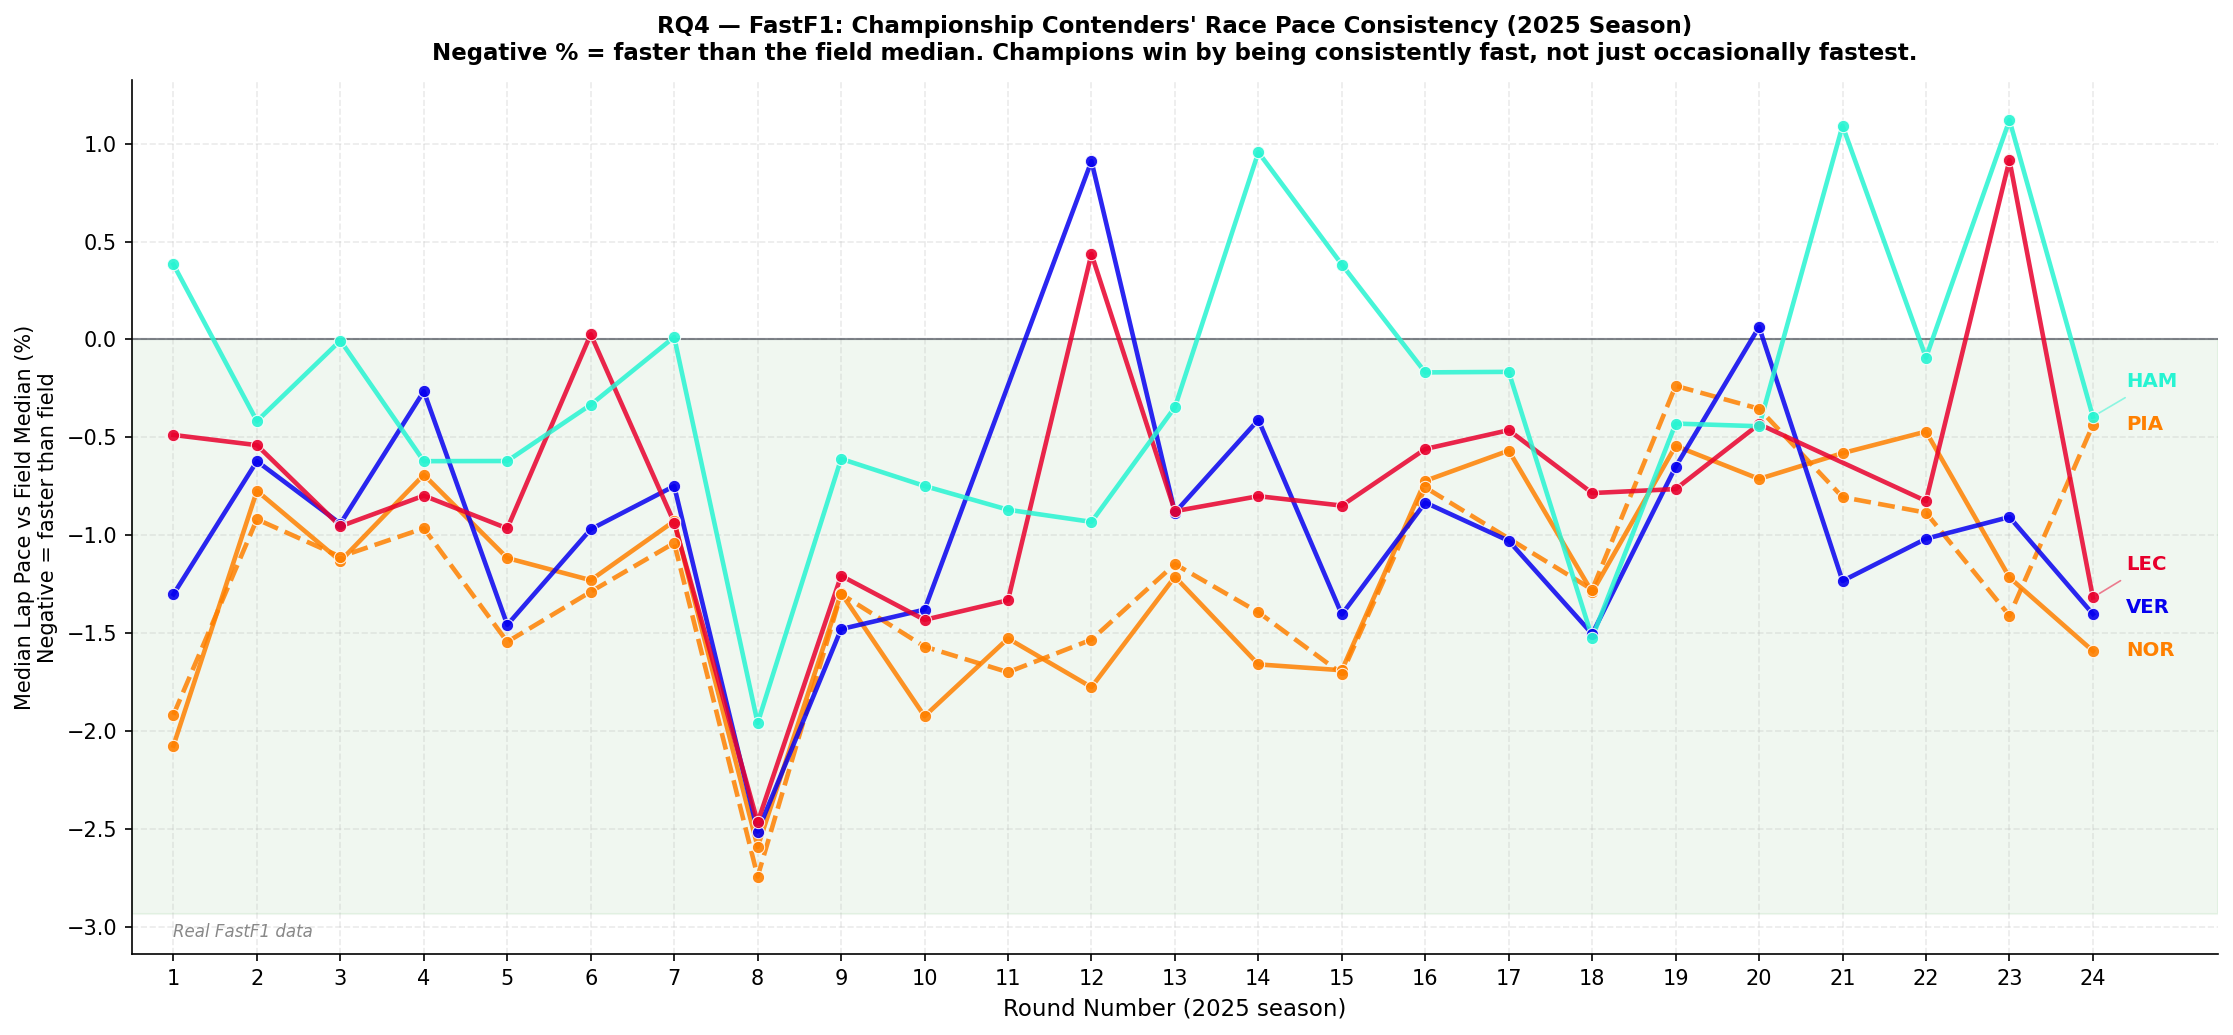 RQ4 — FastF1: Championship Contenders' Race Pace Consistency (2025 Season)
Negative % = faster than the field median. Champions win by being consistently fast, not just occasionally fastest.
Median Lap Pace vs Field Median (%)
Negative = faster than field
1.0
0.5
0.0
−0.5
−1.0
−1.5
−2.0
−2.5
−3.0
HAM
PIA
LEC
VER
NOR
Real FastF1 data
1 2 3 4 5 6 7 8 9 10 11 12 13 14 15 16 17 18 19 20 21 22 23 24
Round Number (2025 season)